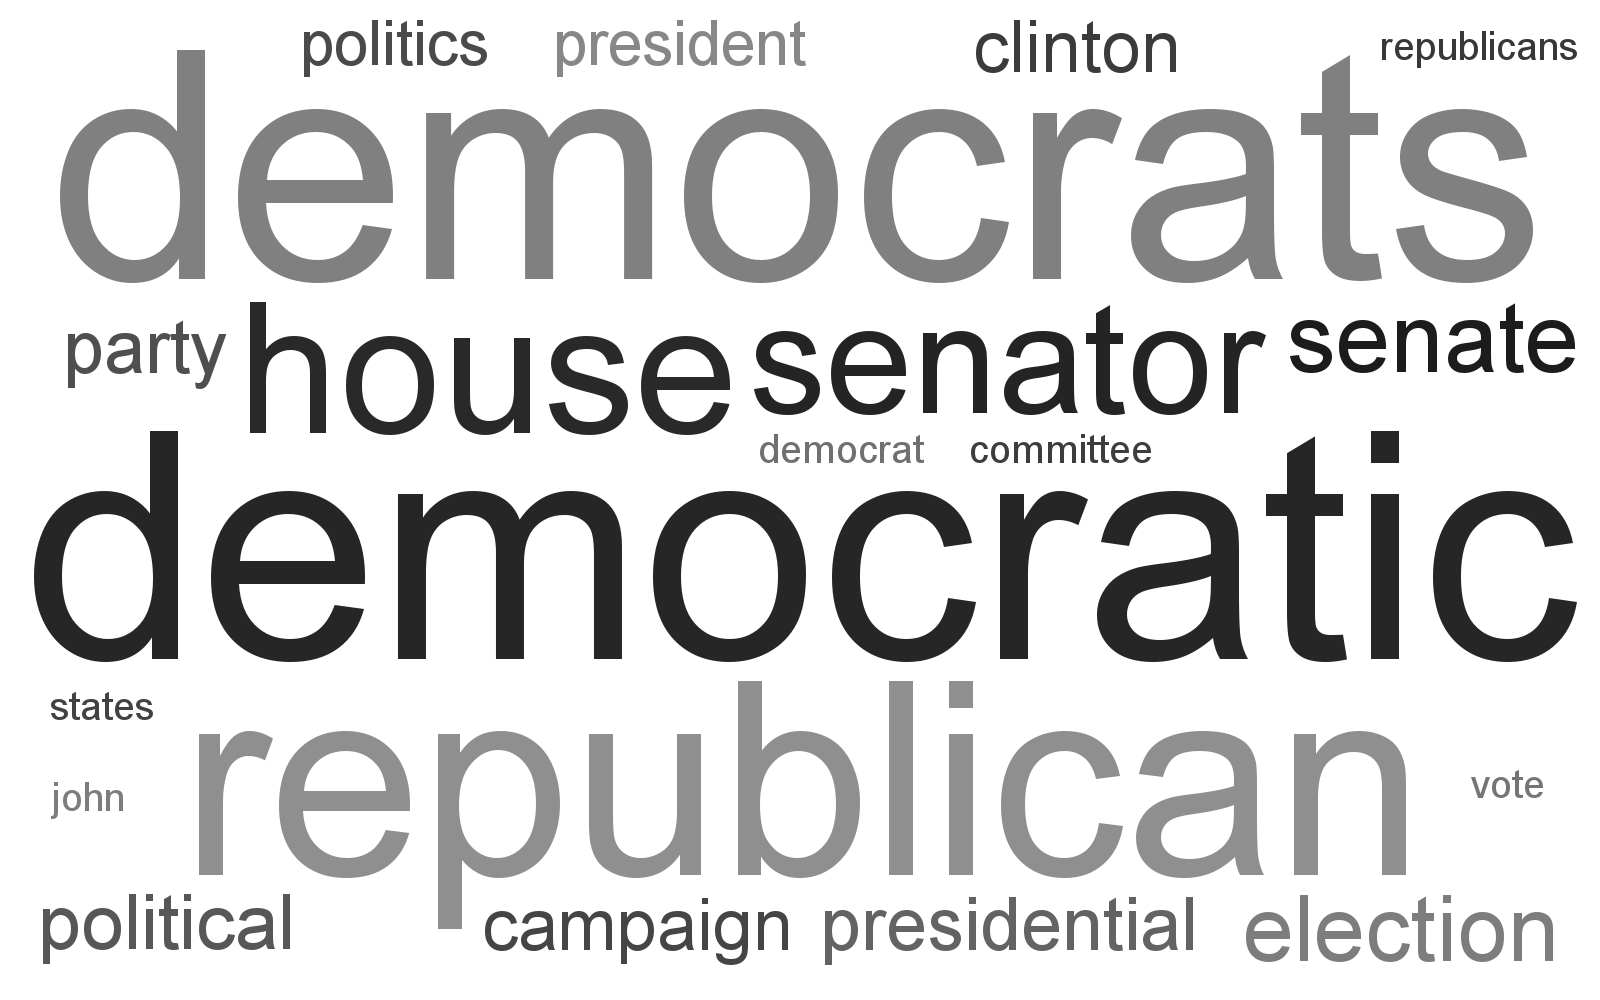 politics president clinton republicans
democrats
party house senator senate
democrat committee
democratic
states
republican
john vote
political campaign presidential election